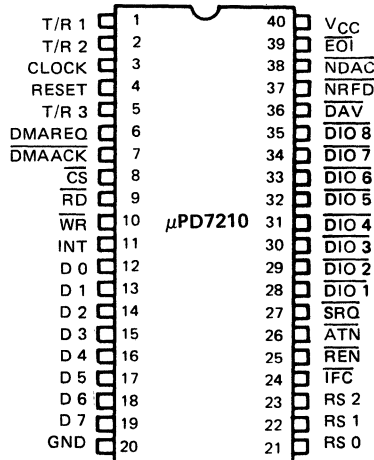 T/R 1 1 40 VCC
T/R 2 2 39 EOI
CLOCK 3 38 NDAC
RESET 4 37 NRFD
T/R 3 5 36 DAV
DMAREQ 6 35 DIO 8
DMAACK 7 34 DIO 7
CS 8 33 DIO 6
RD 9 32 DIO 5
WR 10 µPD7210 31 DIO 4
INT 11 30 DIO 3
D 0 12 29 DIO 2
D 1 13 28 DIO 1
D 2 14 27 SRQ
D 3 15 26 ATN
D 4 16 25 REN
D 5 17 24 IFC
D 6 18 23 RS 2
D 7 19 22 RS 1
GND 20 21 RS 0